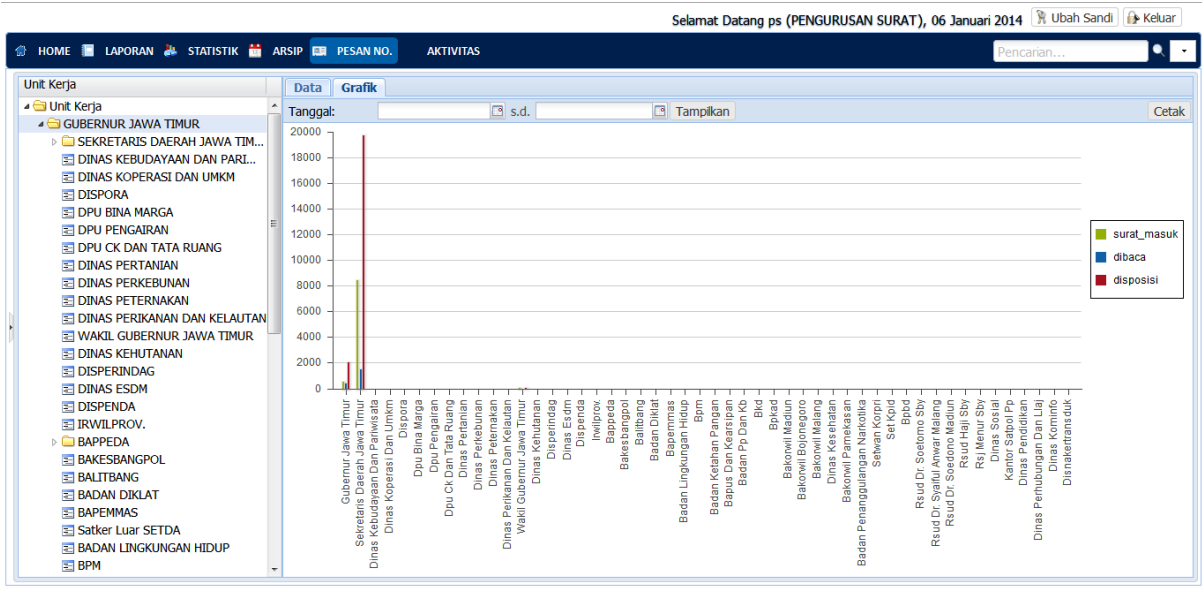 Selamat Datang ps (PENGURUSAN SURAT), 06 Januari 2014 Ubah Sandi Keluar
HOME LAPORAN STATISTIK ARSIP PESAN NO. AKTIVITAS Pencarian...
Unit Kerja
Unit Kerja
GUBERNUR JAWA TIMUR
SEKRETARIS DAERAH JAWA TIM...
DINAS KEBUDAYAAN DAN PARI...
DINAS KOPERASI DAN UMKM
DISPORA
DPU BINA MARGA
DPU PENGAIRAN
DPU CK DAN TATA RUANG
DINAS PERTANIAN
DINAS PERKEBUNAN
DINAS PETERNAKAN
DINAS PERIKANAN DAN KELAUTAN
WAKIL GUBERNUR JAWA TIMUR
DINAS KEHUTANAN
DISPERINDAG
DINAS ESDM
DISPENDA
IRWILPROV.
BAPPEDA
BAKESBANGPOL
BALITBANG
BADAN DIKLAT
BAPEMMAS
Satker Luar SETDA
BADAN LINGKUNGAN HIDUP
BPM
Data Grafik
Tanggal: s.d. Tampilkan Cetak
20000
18000
16000
14000
12000
10000
8000
6000
4000
2000
0
surat_masuk
dibaca
disposisi
Gubernur Jawa Timur
Sekretaris Daerah Jawa Timur
Dinas Kebudayaan Dan Pariwisata
Dinas Koperasi Dan Umkm
Dispora
Dpu Bina Marga
Dpu Pengairan
Dpu Ck Dan Tata Ruang
Dinas Pertanian
Dinas Perkebunan
Dinas Peternakan
Dinas Perikanan Dan Kelautan
Wakil Gubernur Jawa Timur
Dinas Kehutanan
Disperindag
Dinas Esdm
Dispenda
Irwilprov.
Bappeda
Bakesbangpol
Balitbang
Badan Diklat
Bapemmas
Badan Lingkungan Hidup
Bpm
Badan Ketahan Pangan
Bapus Dan Kearsipan
Badan Pp Dan Kb
Bkd
Bpkad
Bakorwil Madiun
Bakorwil Bojonegoro
Bakorwil Malang
Dinas Kesehatan
Bakorwil Pamekasan
Badan Penanggulangan Narkotika
Setwan Korpri
Set Kpid
Bpbd
Rsud Dr. Soetomo Sby
Rsud Dr. Syaiful Anwar Malang
Rsud Dr. Soedono Madiun
Rsud Haji Sby
Rsj Menur Sby
Dinas Sosial
Kantor Satpol Pp
Dinas Pendidikan
Dinas Perhubungan Dan Llaj
Dinas Kominfo
Disnakertransduk